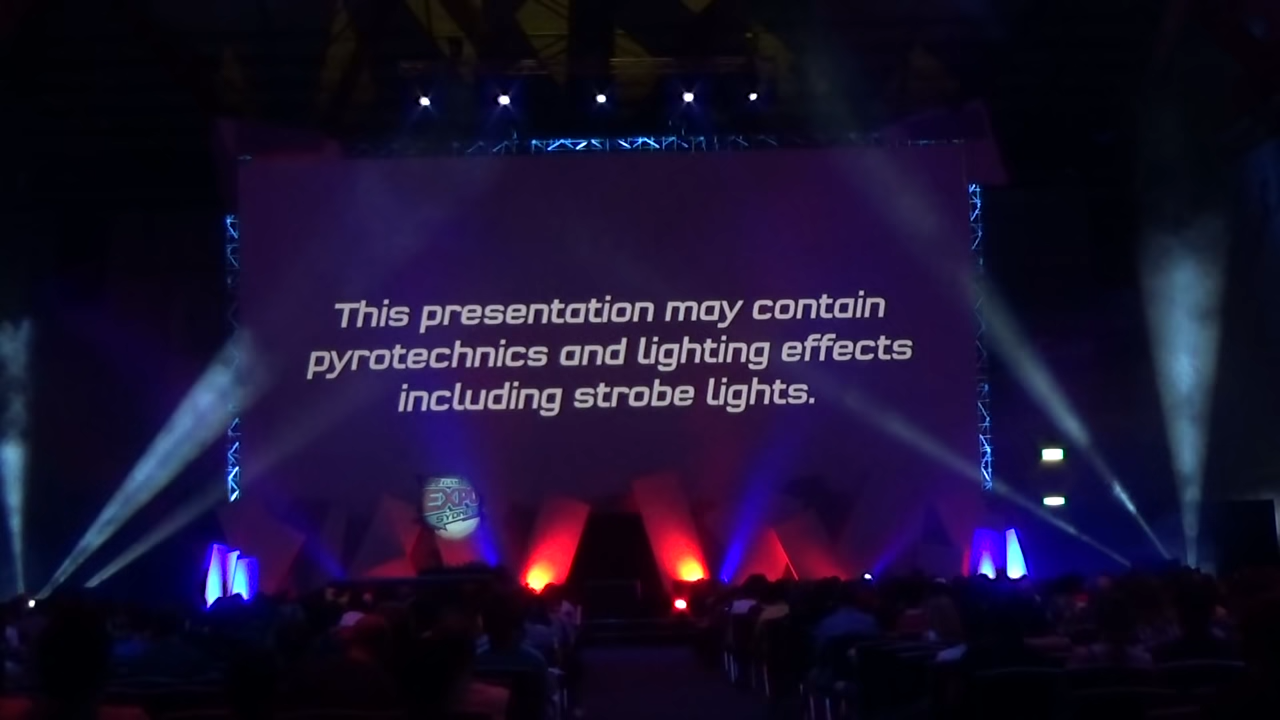 This presentation may contain
pyrotechnics and lighting effects
including strobe lights.
EXPO